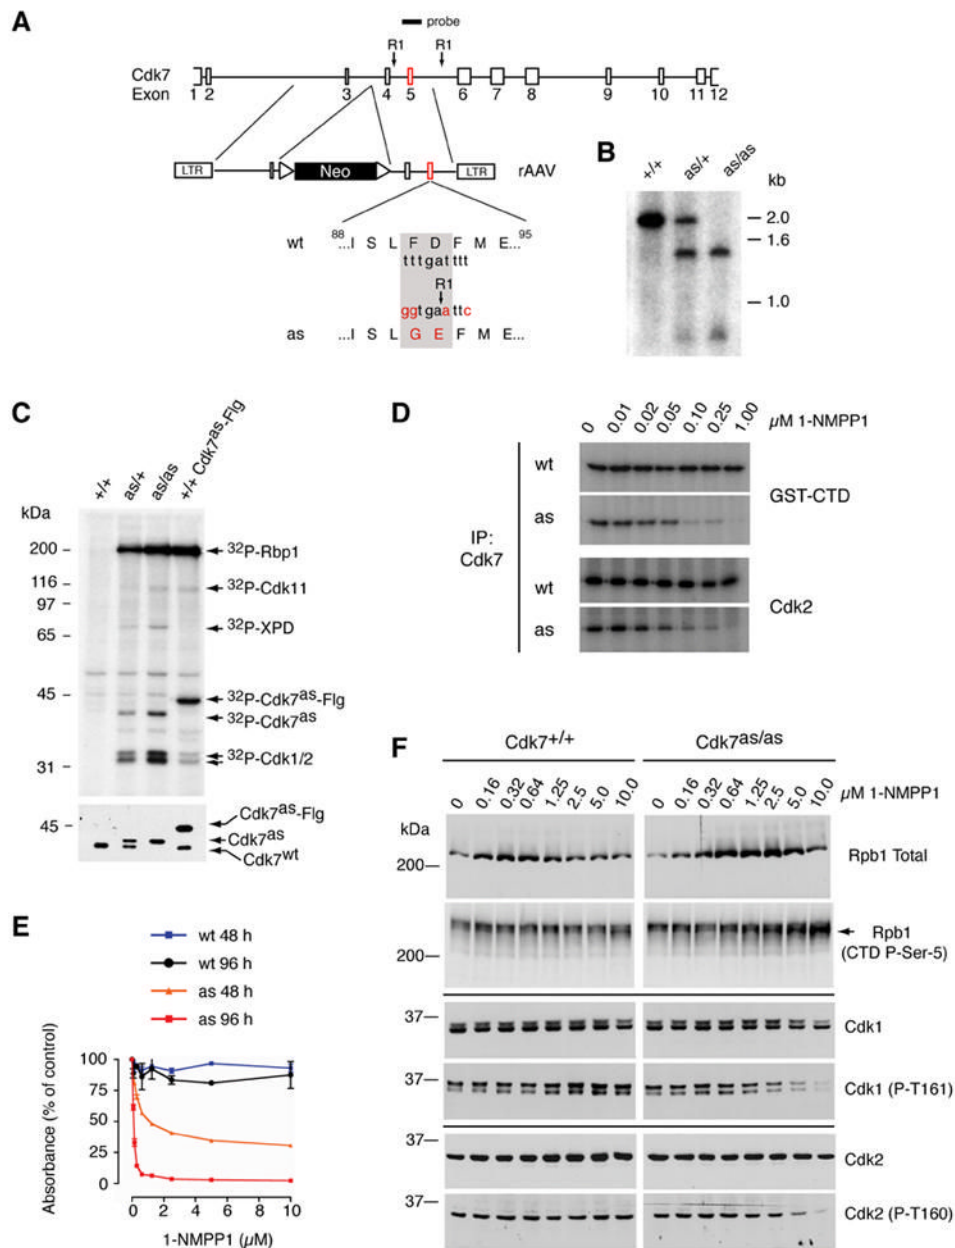 A
probe
R1 R1
Cdk7
Exon 1 2 3 4 5 6 7 8 9 10 11 12
LTR Neo LTR rAAV
88 95
wt ...I S L F D F M E...
tttgatttt
R1
ggtgaattc
as ...I S L G E F M E...
B
+/+ as/+ as/as
kb
2.0
1.6
1.0
C
+/+ as/+ as/as +/+ Cdk7as-Flg
kDa
200 32P-Rbp1
116 32P-Cdk11
97
65 32P-XPD
45 32P-Cdk7as-Flg
32P-Cdk7as
32P-Cdk1/2
31
45 Cdk7as-Flg
Cdk7as
Cdk7wt
D
0 0.01 0.02 0.05 0.10 0.25 1.00 µM 1-NMPP1
IP: Cdk7
wt
as
GST-CTD
wt
as
Cdk2
E
wt 48 h
wt 96 h
as 48 h
as 96 h
Absorbance (% of control)
100
75
50
25
0
0 2 4 6 8 10
1-NMPP1 (µM)
F
Cdk7+/+ Cdk7as/as
0 0.16 0.32 0.64 1.25 2.5 5.0 10.0 0 0.16 0.32 0.64 1.25 2.5 5.0 10.0 µM 1-NMPP1
kDa
200 Rpb1 Total
Rpb1
(CTD P-Ser-5)
200
37 Cdk1
37 Cdk1 (P-T161)
37 Cdk2
37 Cdk2 (P-T160)